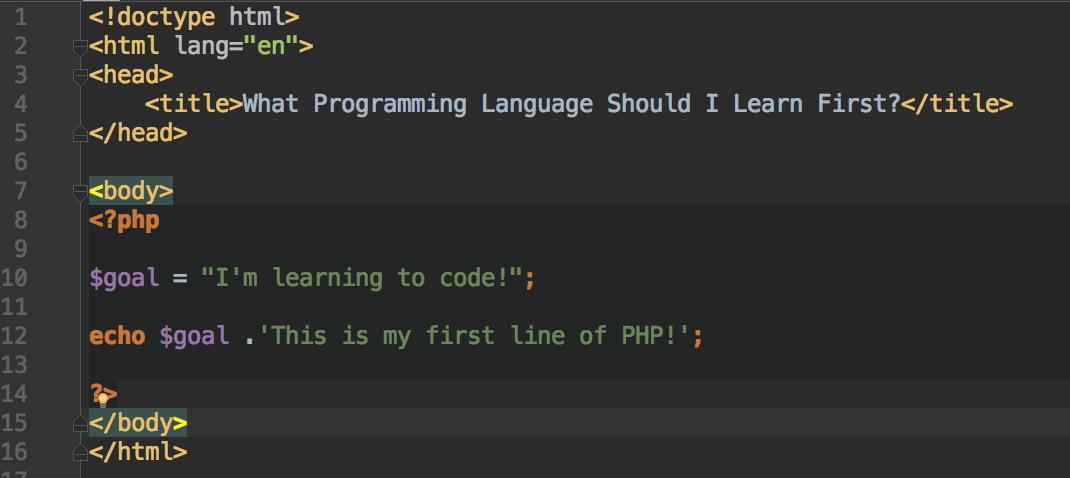 1 <!doctype html>
2 <html lang="en">
3 <head>
4     <title>What Programming Language Should I Learn First?</title>
5 </head>
6
7 <body>
8 <?php
9
10 $goal = "I'm learning to code!";
11
12 echo $goal .'This is my first line of PHP!';
13
14 ?>
15 </body>
16 </html>
17